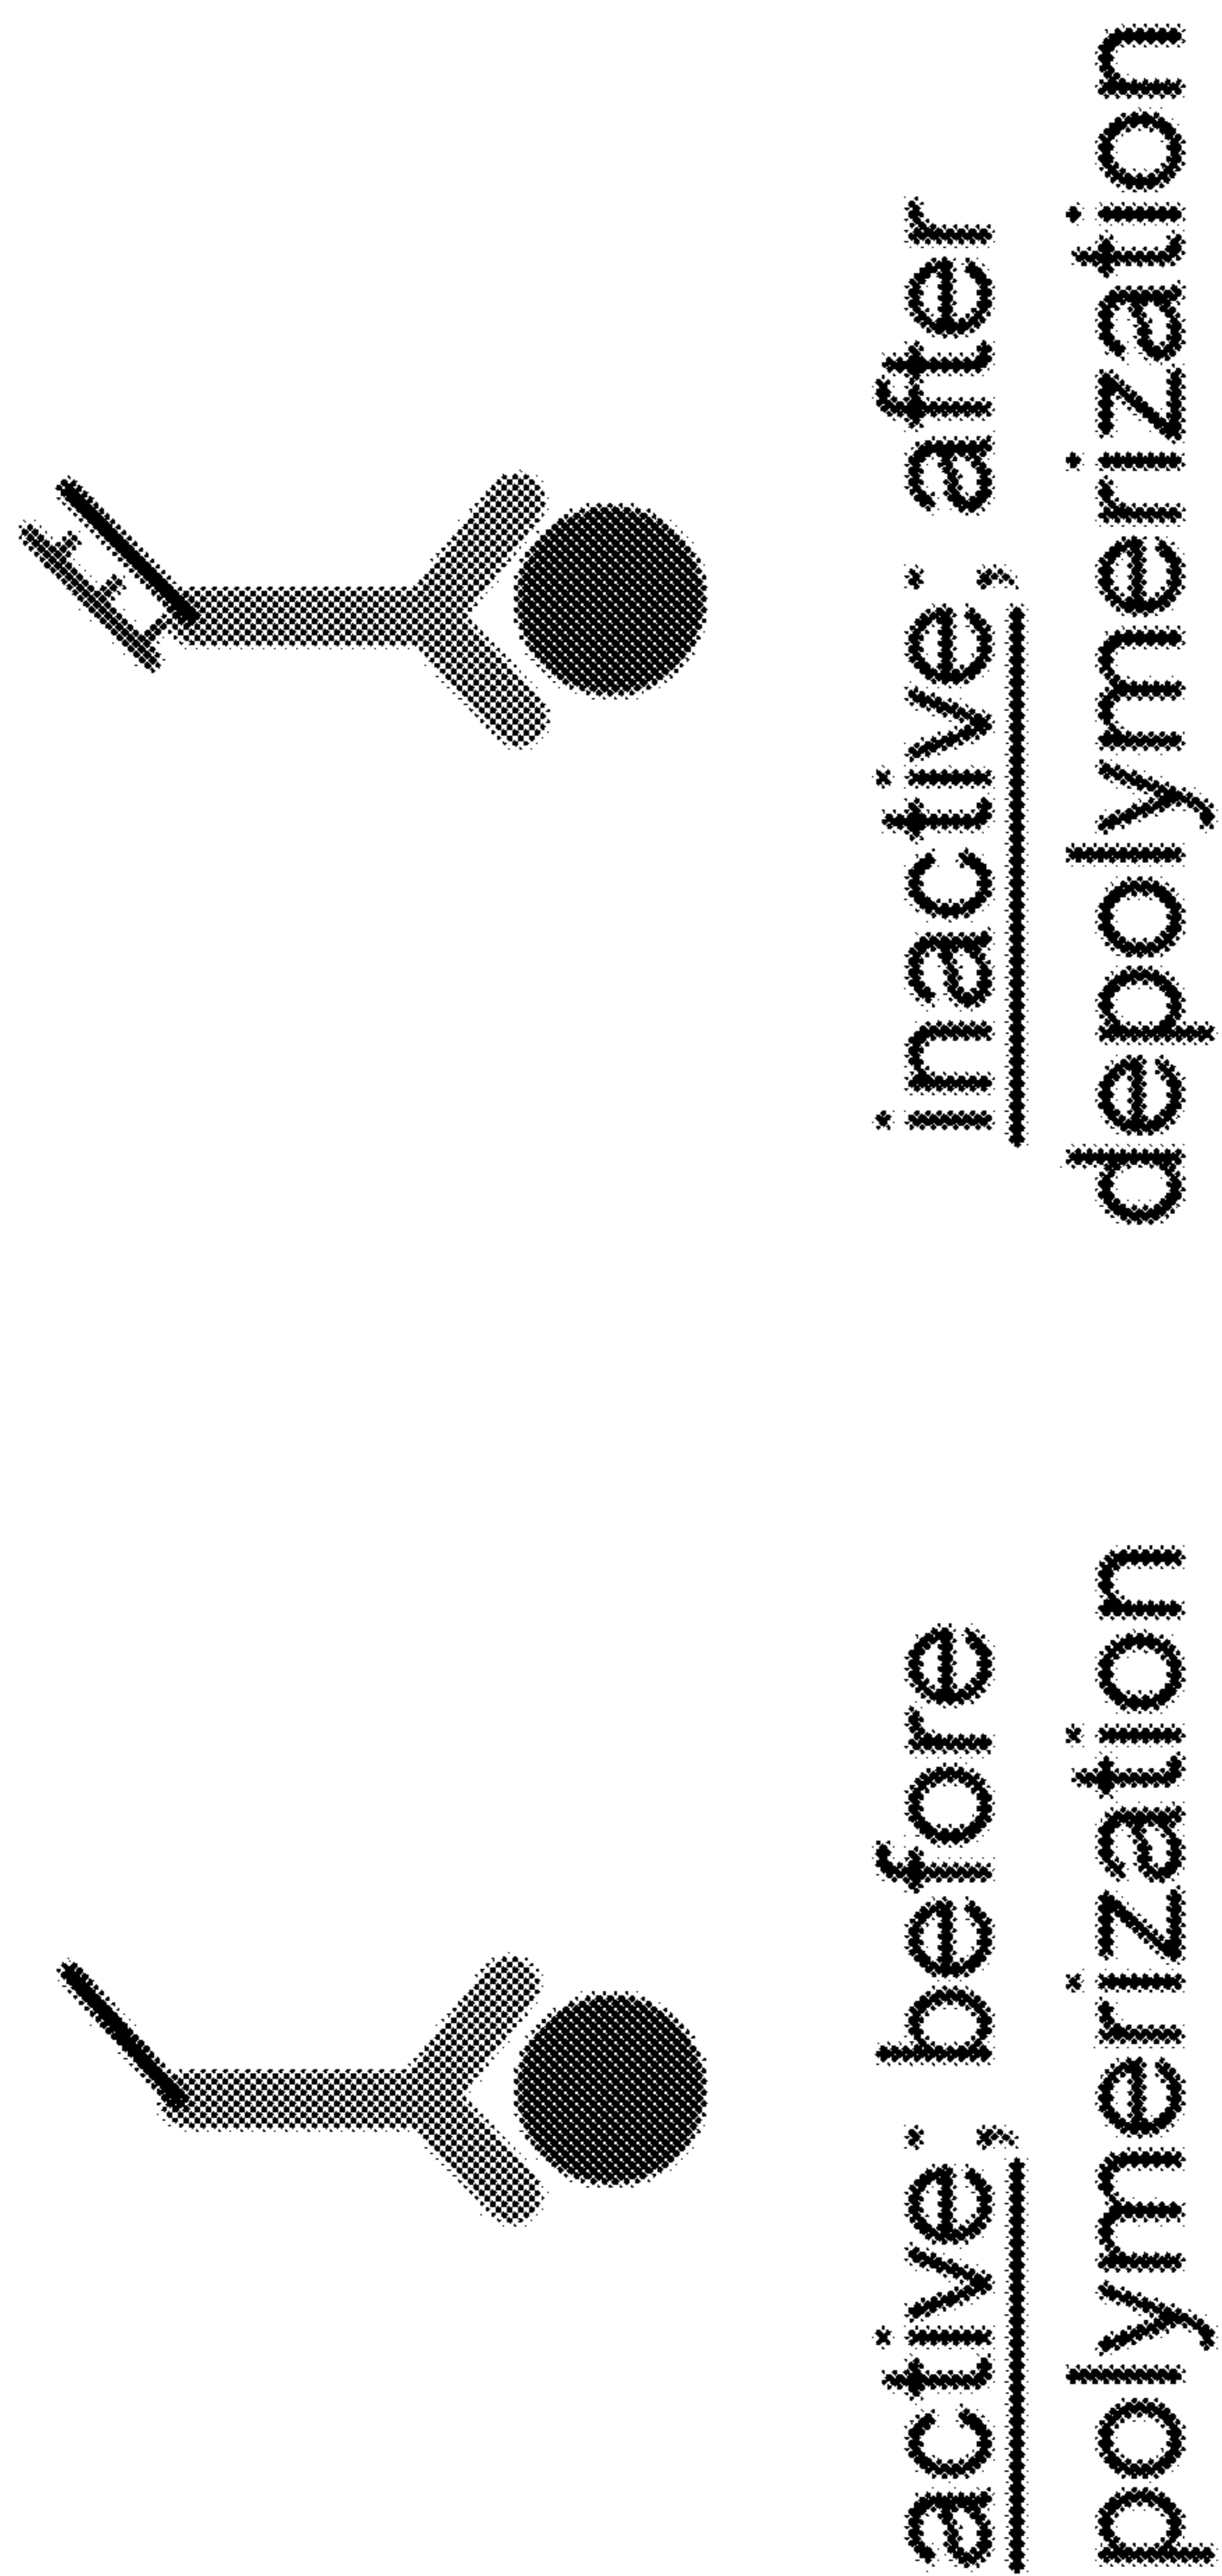 active; before
polymerization
inactive; after
depolymerization